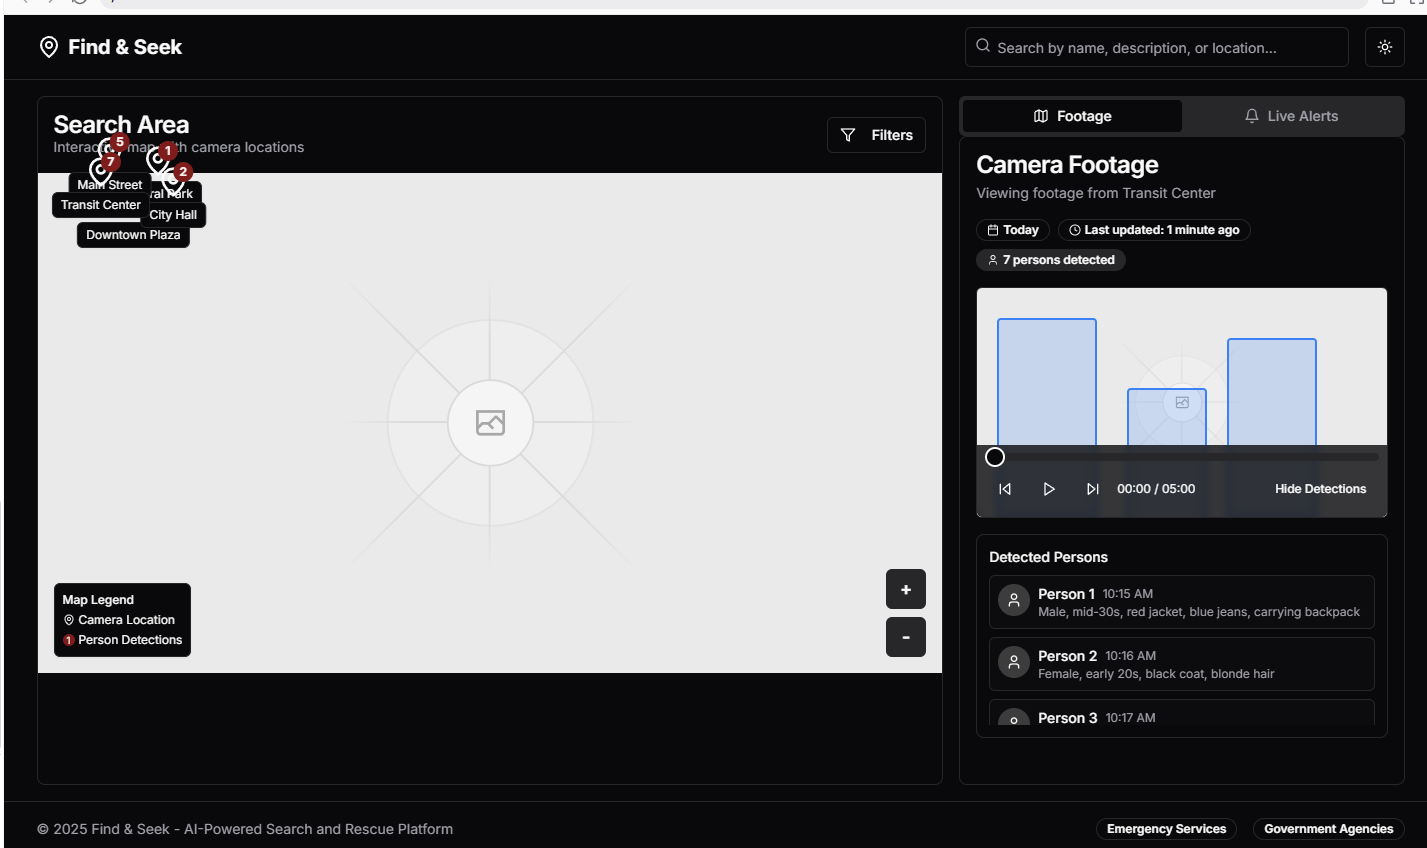 Find & Seek
Search by name, description, or location...
Search Area
Interactive map with camera locations
5
7
1
2
Main Street
ral Park
Transit Center
City Hall
Downtown Plaza
Filters
Map Legend
Camera Location
1 Person Detections
+
-
Footage
Live Alerts
Camera Footage
Viewing footage from Transit Center
Today
Last updated: 1 minute ago
7 persons detected
00:00 / 05:00
Hide Detections
Detected Persons
Person 1 10:15 AM
Male, mid-30s, red jacket, blue jeans, carrying backpack
Person 2 10:16 AM
Female, early 20s, black coat, blonde hair
Person 3 10:17 AM
© 2025 Find & Seek - AI-Powered Search and Rescue Platform
Emergency Services
Government Agencies